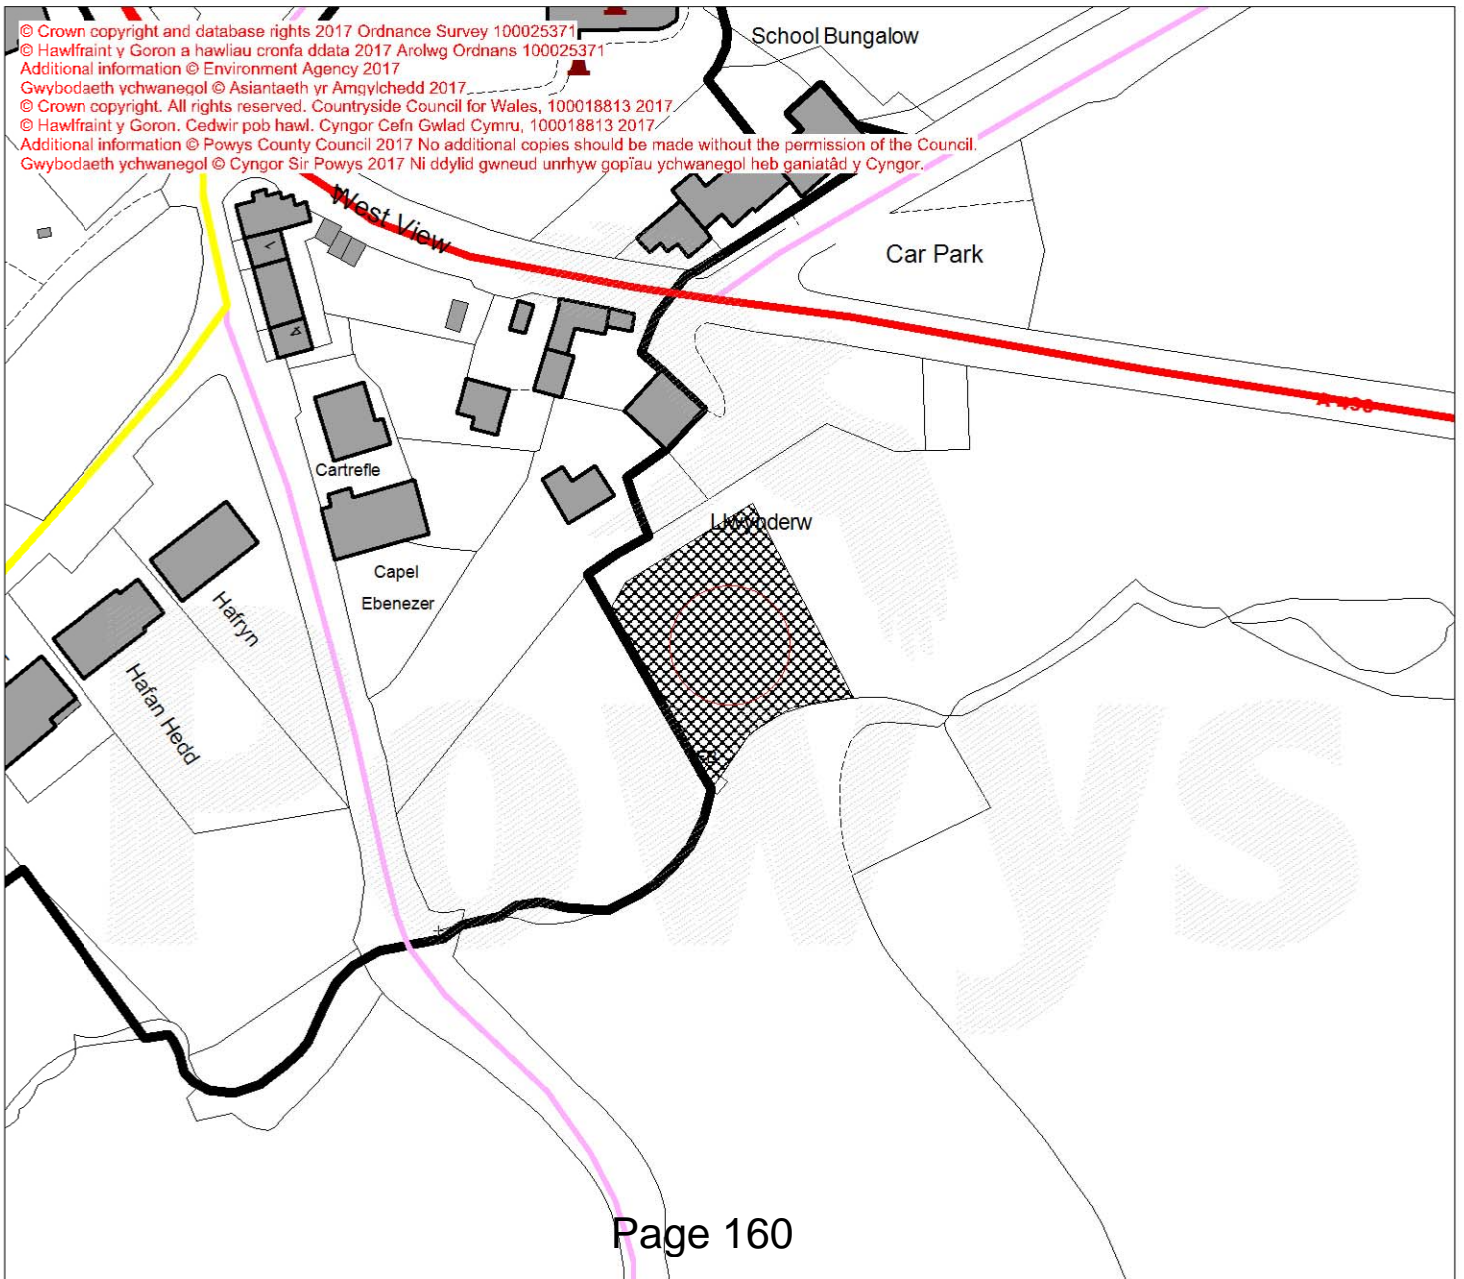 © Crown copyright and database rights 2017 Ordnance Survey 100025371
© Hawlfraint y Goron a hawliau cronfa ddata 2017 Arolwg Ordnans 100025371
Additional information © Environment Agency 2017
Gwybodaeth ychwanegol © Asiantaeth yr Amgylchedd 2017
© Crown copyright. All rights reserved. Countryside Council for Wales, 100018813 2017
© Hawlfraint y Goron. Cedwir pob hawl. Cyngor Cefn Gwlad Cymru, 100018813 2017
Additional information © Powys County Council 2017 No additional copies should be made without the permission of the Council.
Gwybodaeth ychwanegol © Cyngor Sir Powys 2017 Ni ddylid gwneud unrhyw gopïau ychwanegol heb ganiatâd y Cyngor.
School Bungalow
West View
Car Park
Cartrefle
Llwynderw
Capel
Ebenezer
Hafryn
Hafan Hedd
Powys
Page 160